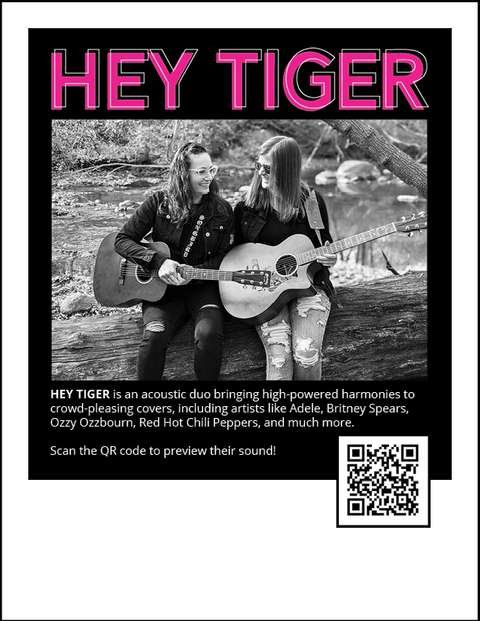 HEY TIGER
HEY TIGER is an acoustic duo bringing high-powered harmonies to
crowd-pleasing covers, including artists like Adele, Britney Spears,
Ozzy Ozzbourn, Red Hot Chili Peppers, and much more.
Scan the QR code to preview their sound!